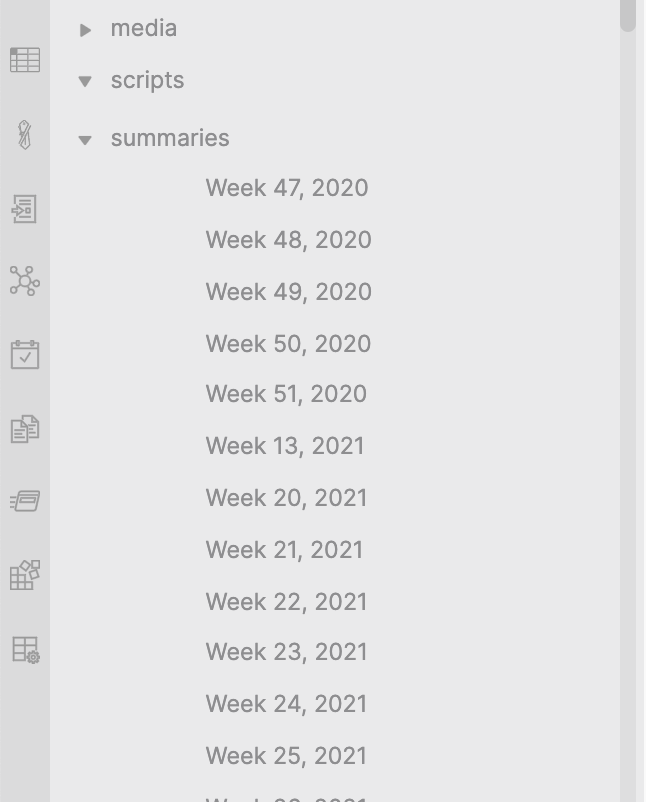 media
scripts
summaries
Week 47, 2020
Week 48, 2020
Week 49, 2020
Week 50, 2020
Week 51, 2020
Week 13, 2021
Week 20, 2021
Week 21, 2021
Week 22, 2021
Week 23, 2021
Week 24, 2021
Week 25, 2021